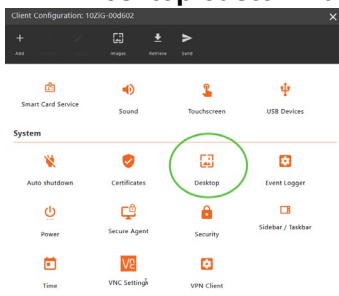 Client Configuration: 10ZiG-00d602
Add Images Retrieve Send
Smart Card Service Sound Touchscreen USB Devices
System
Auto shutdown Certificates Desktop Event Logger
Power Secure Agent Security Sidebar / Taskbar
Time VNC Settings VPN Client